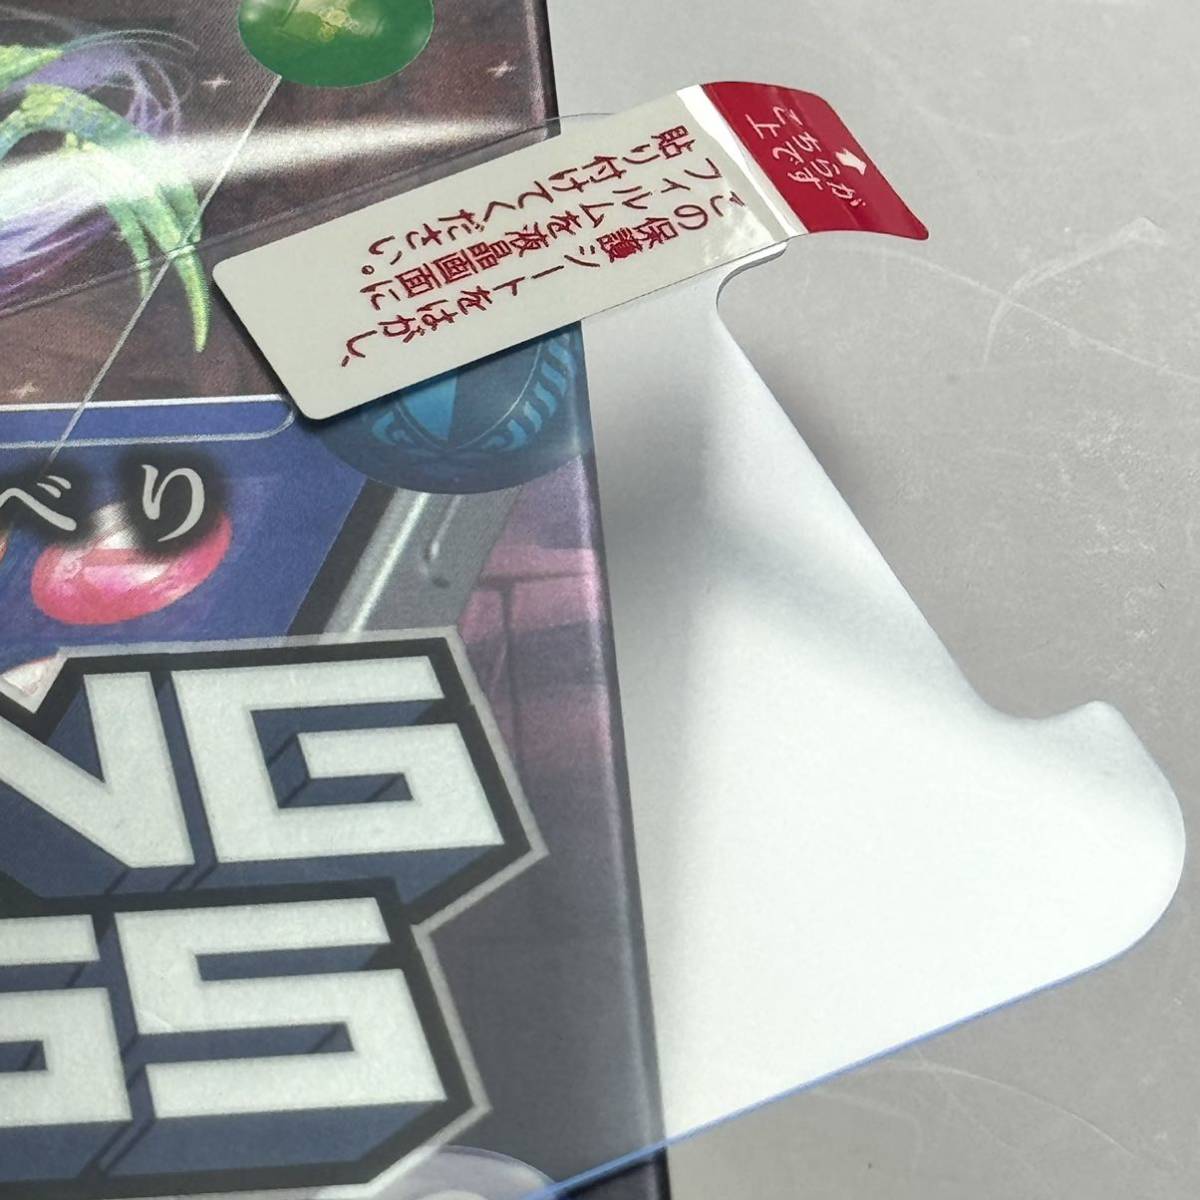 こちらが
上です
この保護シートをはがし、
フィルムを液晶画面に
貼り付けてください。
べり
NG
SS